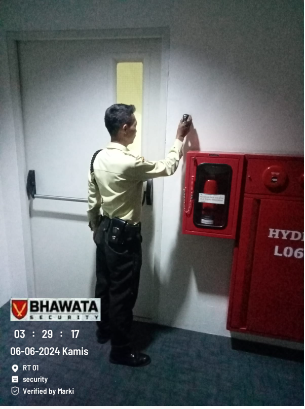 HYD
L06
BHAWATA
SECURITY
03 : 29 : 17
06-06-2024 Kamis
RT 01
security
Verified by Marki